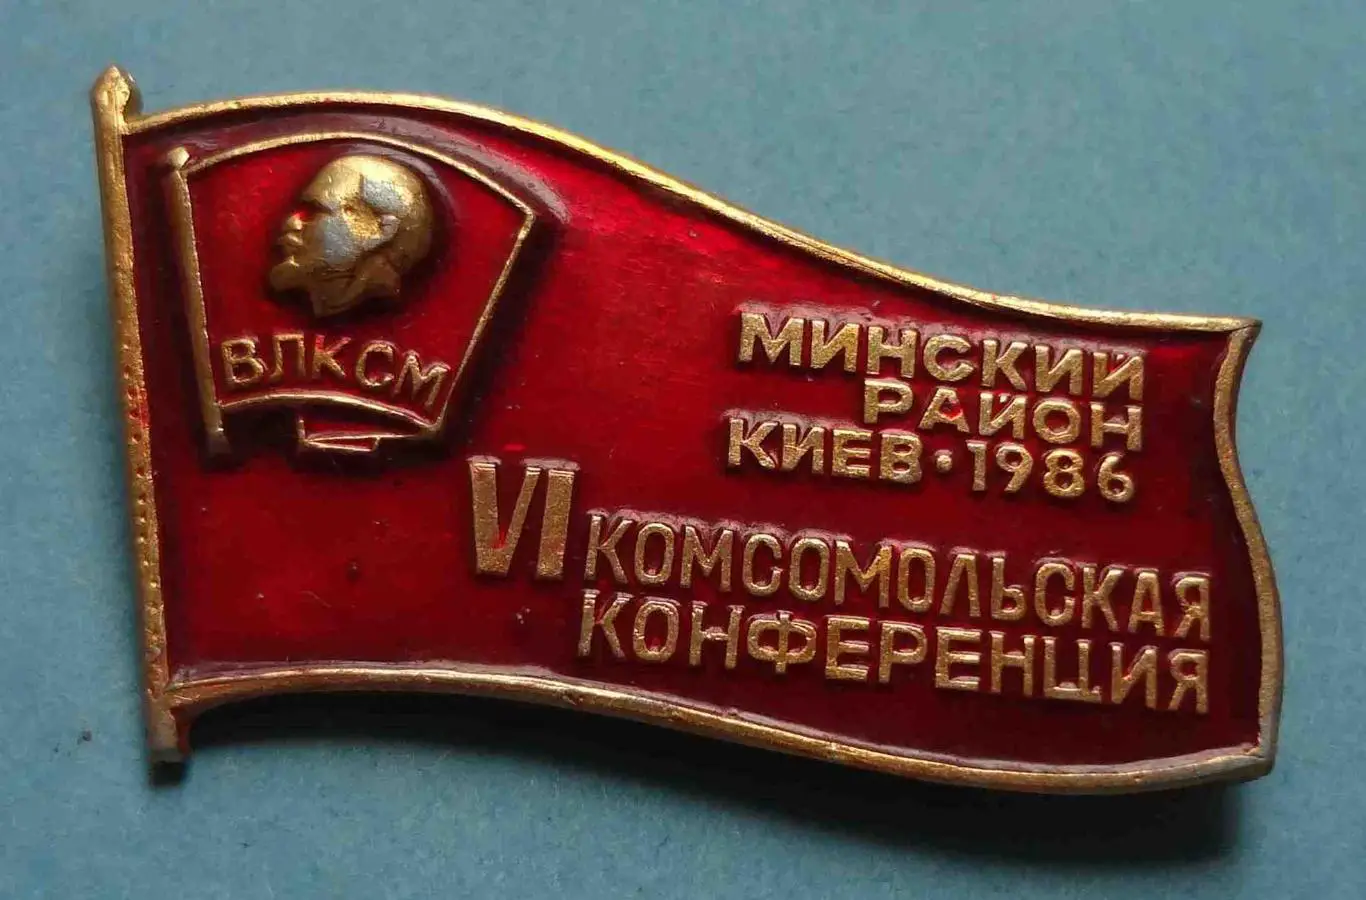 ВЛКСМ
МИНСКИЙ
РАЙОН
КИЕВ • 1986
VI КОМСОМОЛЬСКАЯ
КОНФЕРЕНЦИЯ